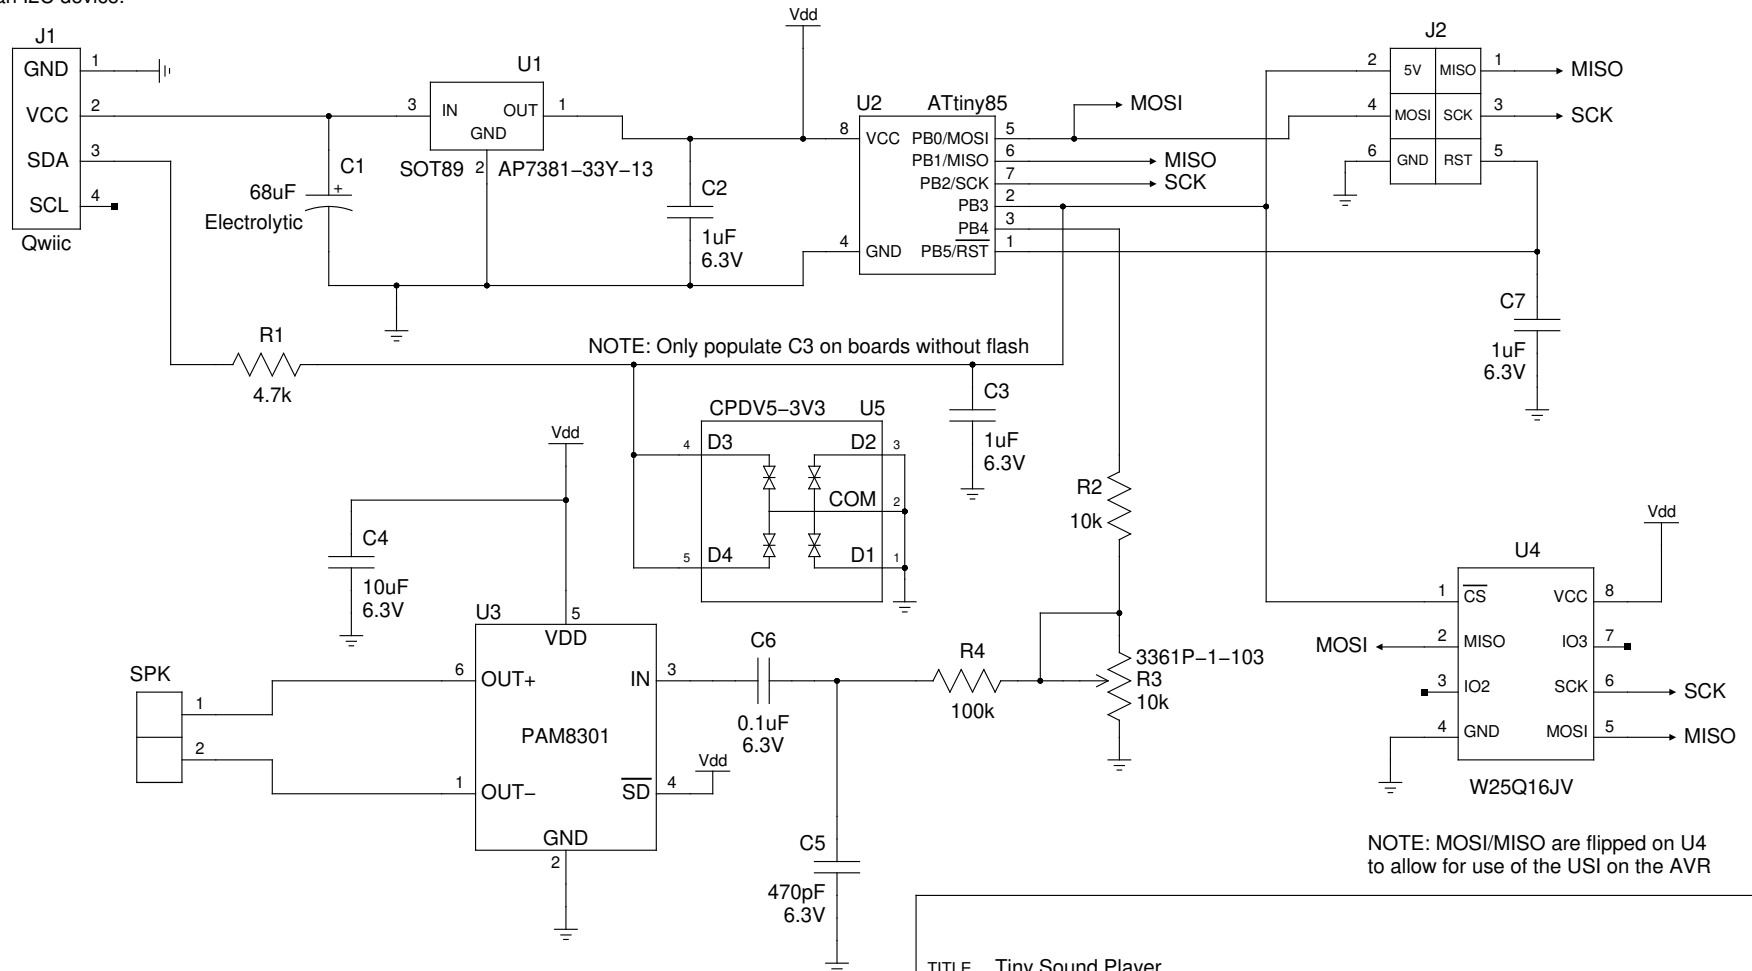 an I2C device.
J1
GND 1
VCC 2
SDA 3
SCL 4
Qwiic
C1
68uF
+
Electrolytic
U1
3 IN OUT 1
GND
2
SOT89 AP7381-33Y-13
C2
1uF
6.3V
Vdd
U2 ATtiny85
8 VCC PB0/MOSI 5
PB1/MISO 6
PB2/SCK 7
PB3 2
PB4 3
4 GND PB5/RST 1
MOSI
MISO
SCK
J2
2 5V MISO 1 MISO
4 MOSI SCK 3 SCK
6 GND RST 5
C7
1uF
6.3V
R1
4.7k
NOTE: Only populate C3 on boards without flash
C3
1uF
6.3V
CPDV5-3V3 U5
4 D3 D2 3
COM 2
5 D4 D1 1
R2
10k
Vdd
C4
10uF
6.3V
U3 5
VDD
6 OUT+ IN 3
PAM8301
1 OUT- SD 4
GND
2
Vdd
SPK
1
2
C6
0.1uF
6.3V
R4
100k
3361P-1-103
R3
10k
C5
470pF
6.3V
Vdd
U4
1 CS VCC 8
MOSI 2 MISO IO3 7
3 IO2 SCK 6 SCK
4 GND MOSI 5 MISO
W25Q16JV
NOTE: MOSI/MISO are flipped on U4
to allow for use of the USI on the AVR
TITLE Tiny Sound Player